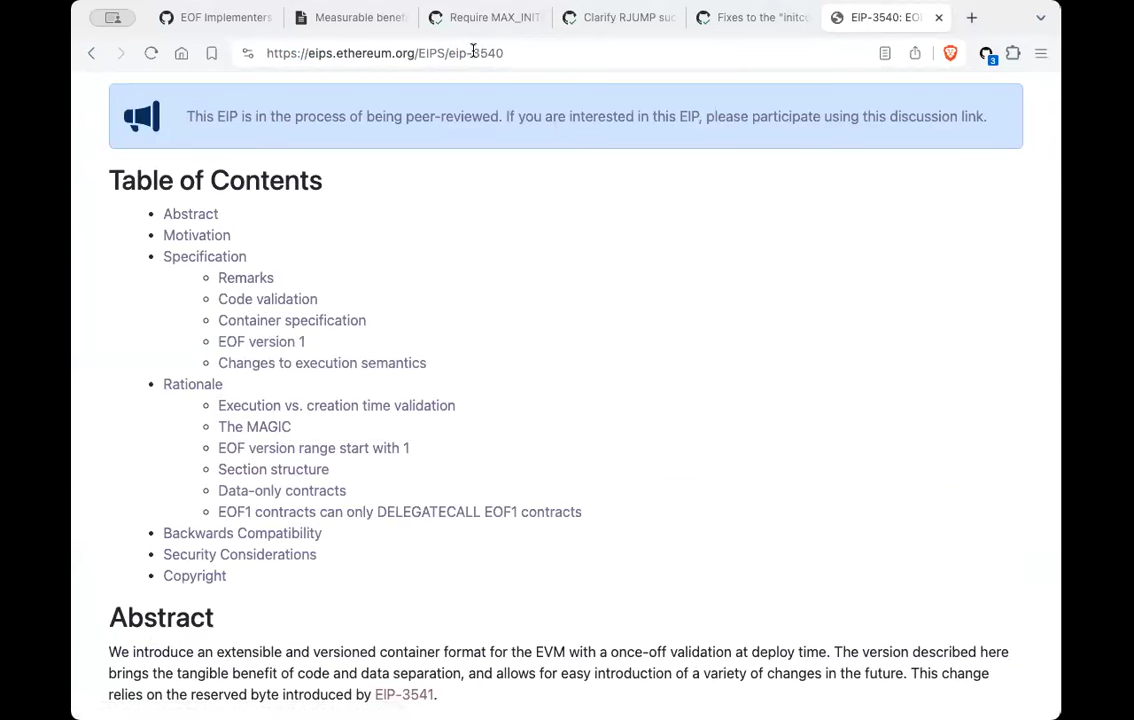 EOF Implementers
Measurable benef
Require MAX_INIT
Clarify RJUMP suc
Fixes to the "initco
EIP-3540: EO
https://eips.ethereum.org/EIPS/eip-3540
3
This EIP is in the process of being peer-reviewed. If you are interested in this EIP, please participate using this discussion link.
Table of Contents
Abstract
Motivation
Specification
Remarks
Code validation
Container specification
EOF version 1
Changes to execution semantics
Rationale
Execution vs. creation time validation
The MAGIC
EOF version range start with 1
Section structure
Data-only contracts
EOF1 contracts can only DELEGATECALL EOF1 contracts
Backwards Compatibility
Security Considerations
Copyright
Abstract
We introduce an extensible and versioned container format for the EVM with a once-off validation at deploy time. The version described here
brings the tangible benefit of code and data separation, and allows for easy introduction of a variety of changes in the future. This change
relies on the reserved byte introduced by EIP-3541.